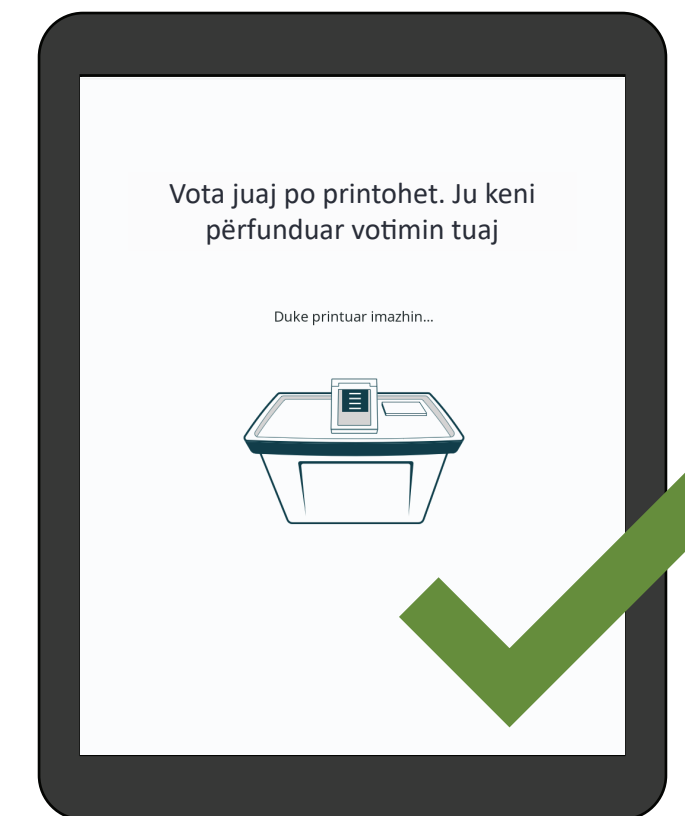 Vota juaj po printohet. Ju keni
përfunduar votimin tuaj
Duke printuar imazhin...